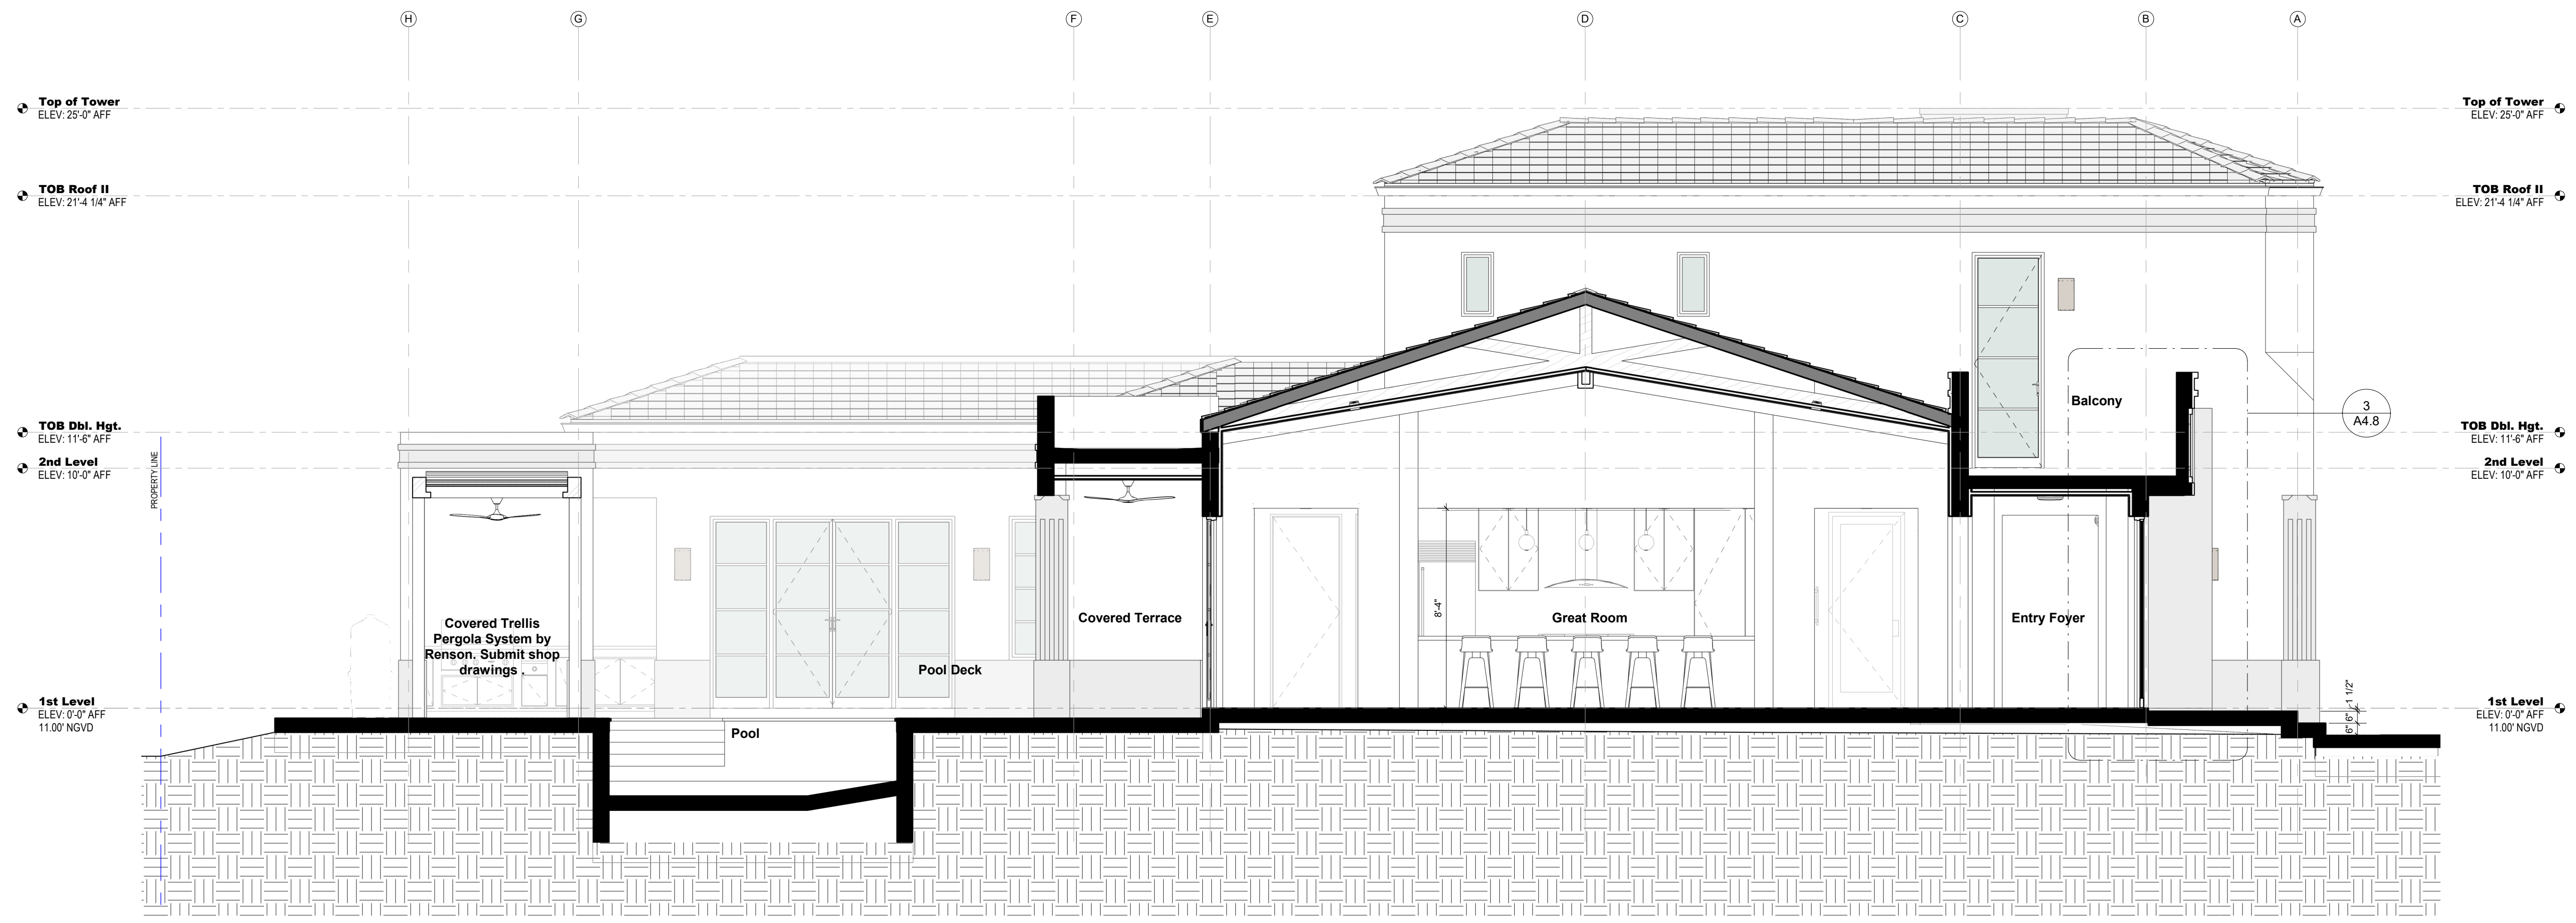 H
G
F
E
D
C
B
A
Top of Tower
ELEV: 25'-0" AFF
Top of Tower
ELEV: 25'-0" AFF
TOB Roof II
ELEV: 21'-4 1/4" AFF
TOB Roof II
ELEV: 21'-4 1/4" AFF
Balcony
3
A4.8
TOB Dbl. Hgt.
ELEV: 11'-6" AFF
TOB Dbl. Hgt.
ELEV: 11'-6" AFF
2nd Level
ELEV: 10'-0" AFF
2nd Level
ELEV: 10'-0" AFF
PROPERTY LINE
Covered Trellis
Pergola System by
Renson. Submit shop
drawings .
Pool Deck
Covered Terrace
8'-4"
Great Room
Entry Foyer
1st Level
ELEV: 0'-0" AFF
11.00' NGVD
Pool
1 1/2"
6"
6"
1st Level
ELEV: 0'-0" AFF
11.00' NGVD